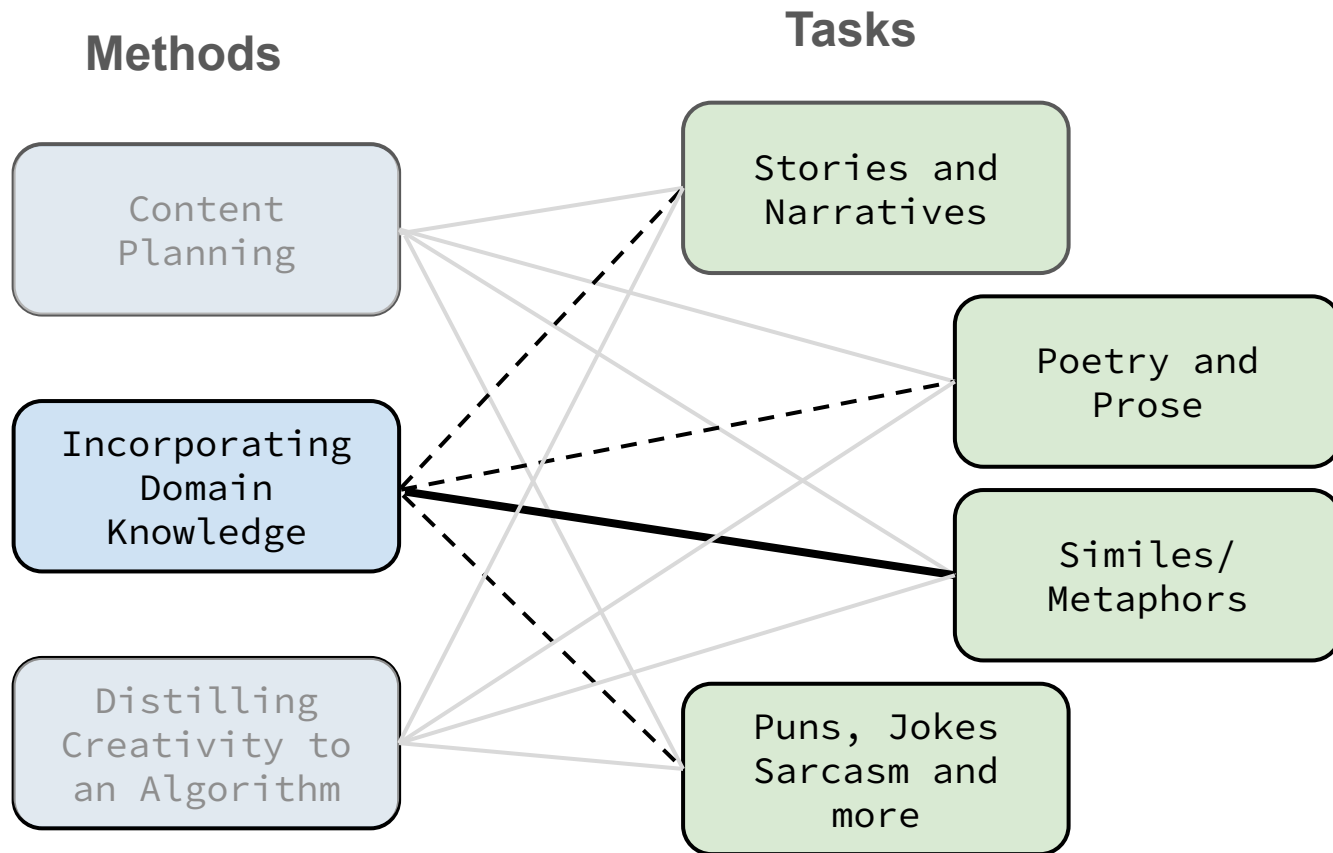 Methods
Tasks
Content
Planning
Incorporating
Domain
Knowledge
Distilling
Creativity to
an Algorithm
Stories and
Narratives
Poetry and
Prose
Similes/
Metaphors
Puns, Jokes
Sarcasm and
more